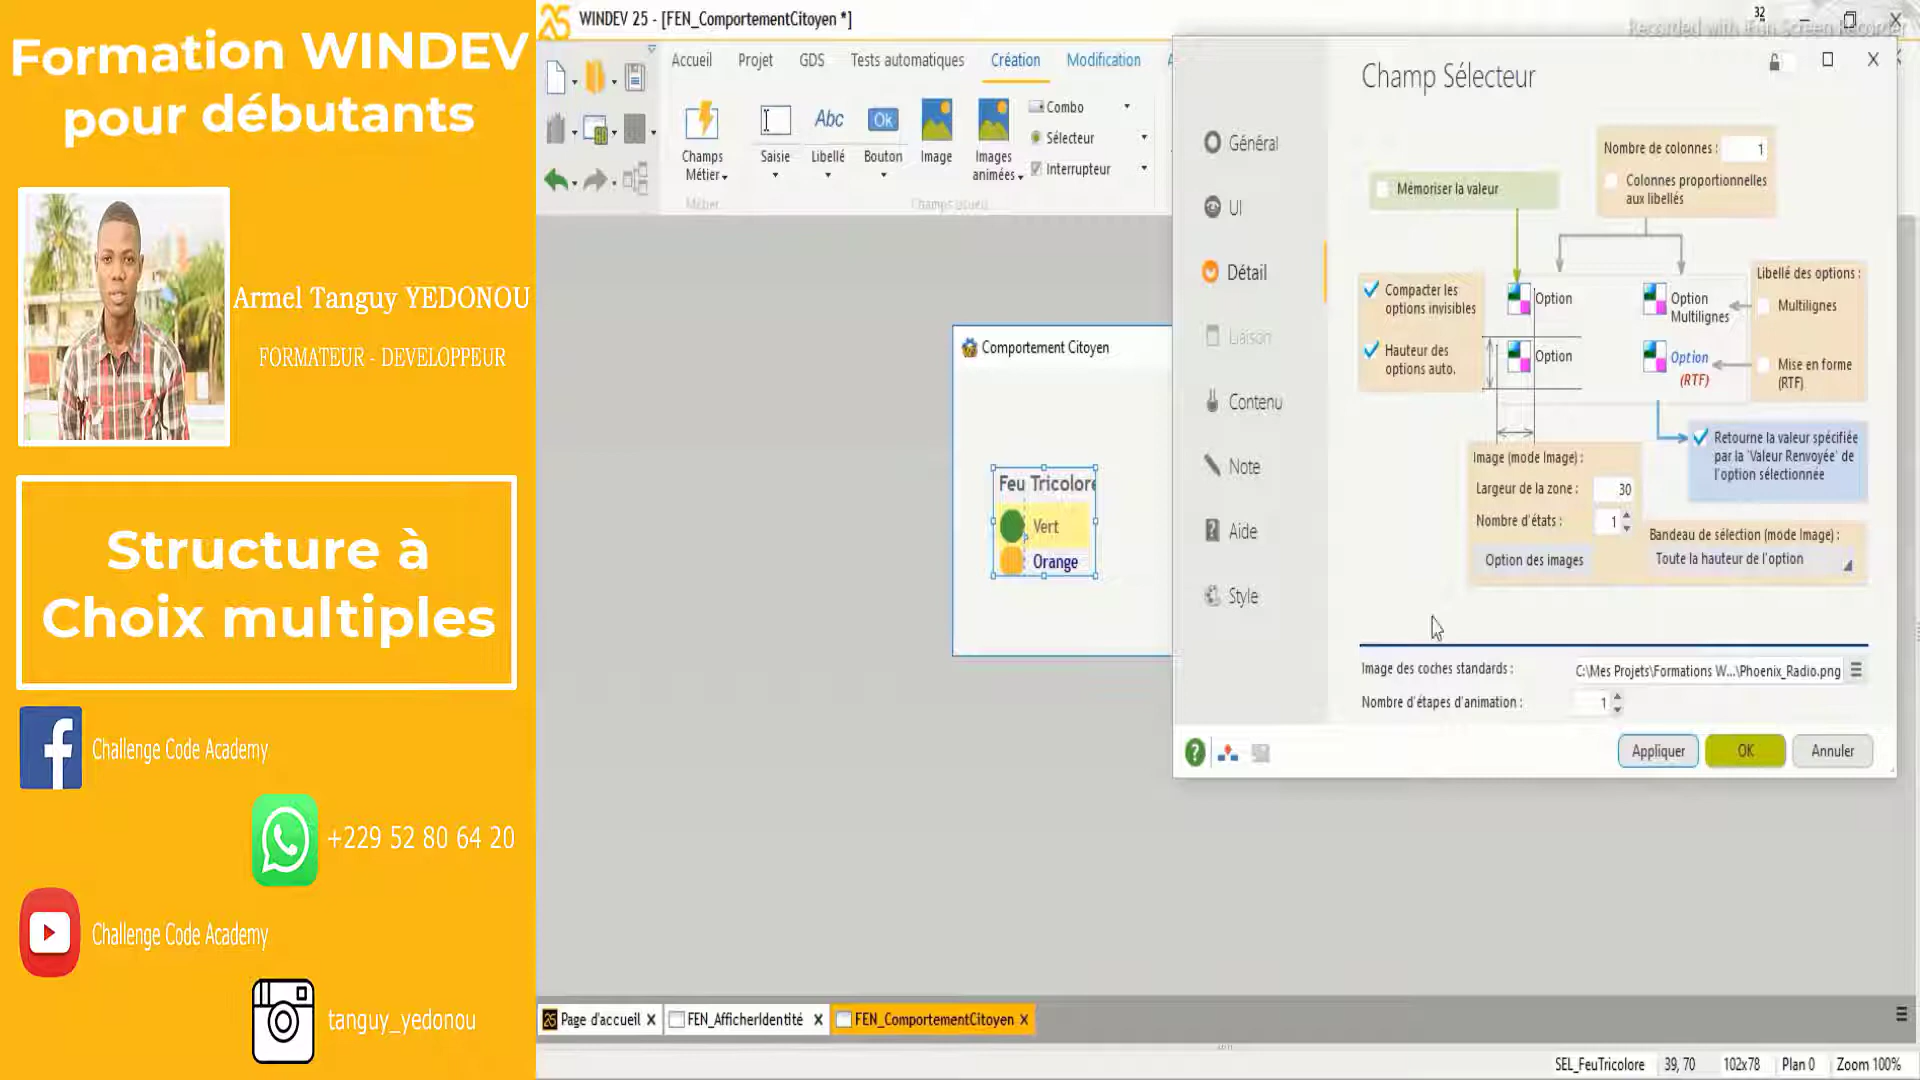 Formation WINDEV
pour débutants
Armel Tanguy YEDONOU
FORMATEUR - DEVELOPPEUR
Structure à
Choix multiples
Challenge Code Academy
+229 52 80 64 20
Challenge Code Academy
tanguy_yedonou
WINDEV 25 - [FEN_ComportementCitoyen *]
32
Accueil
Projet
GDS
Tests automatiques
Création
Modification
Champs
Métier
Saisie
Abc
Libellé
Ok
Bouton
Image
Images
animées
Combo
Sélecteur
Interrupteur
Métier
Comportement Citoyen
Feu Tricolore
Vert
Orange
Champ Sélecteur
Général
UI
Détail
Liaison
Contenu
Note
Aide
Style
Nombre de colonnes : 1
Colonnes proportionnelles
aux libellés
Mémoriser la valeur
Compacter les
options invisibles
Hauteur des
options auto.
Option
Option
Option
Multilignes
Option
(RTF)
Libellé des options :
Multilignes
Mise en forme
(RTF)
Retourne la valeur spécifiée
par la 'Valeur Renvoyée' de
l'option sélectionnée
Image (mode Image) :
Largeur de la zone : 30
Nombre d'états : 1
Option des images
Bandeau de sélection (mode Image) :
Toute la hauteur de l'option
Image des coches standards : C:\Mes Projets\Formations W...\Phoenix_Radio.png
Nombre d'étapes d'animation : 1
Appliquer
OK
Annuler
25 Page d'accueil
FEN_AfficherIdentité
FEN_ComportementCitoyen
SEL_FeuTricolore 39, 70 102x78 Plan 0 Zoom 100%